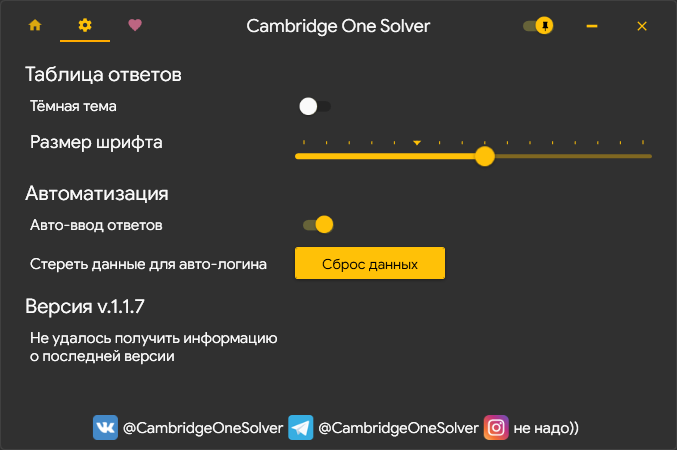 Cambridge One Solver
Таблица ответов
Тёмная тема
Размер шрифта
Автоматизация
Авто-ввод ответов
Стереть данные для авто-логина
Сброс данных
Версия v.1.1.7
Не удалось получить информацию
о последней версии
@CambridgeOneSolver @CambridgeOneSolver не надо))